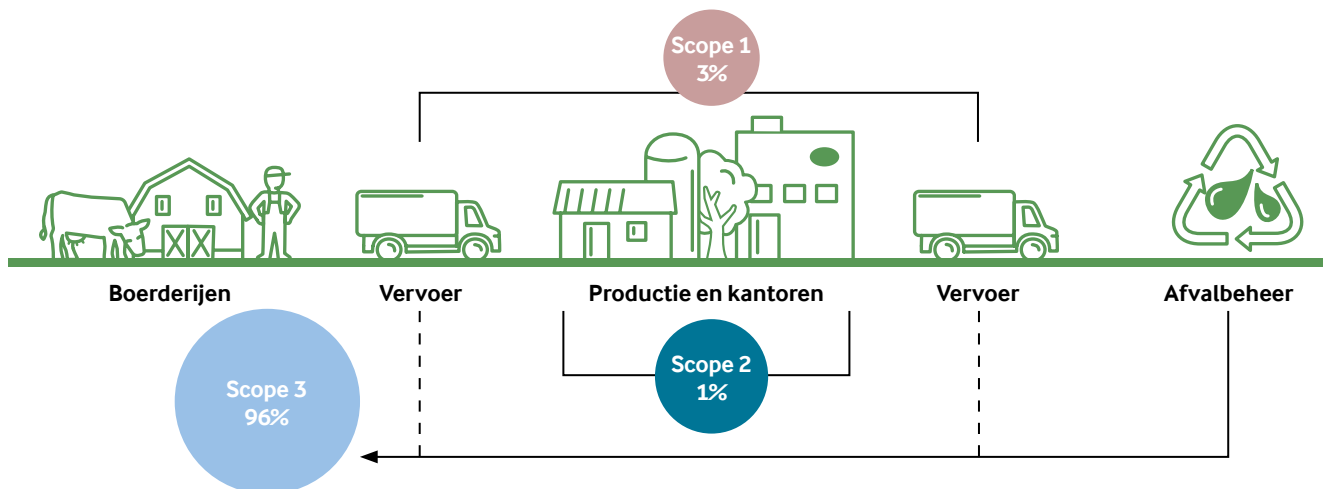 Scope 1
3%
Boerderijen
Vervoer
Productie en kantoren
Vervoer
Afvalbeheer
Scope 3
96%
Scope 2
1%